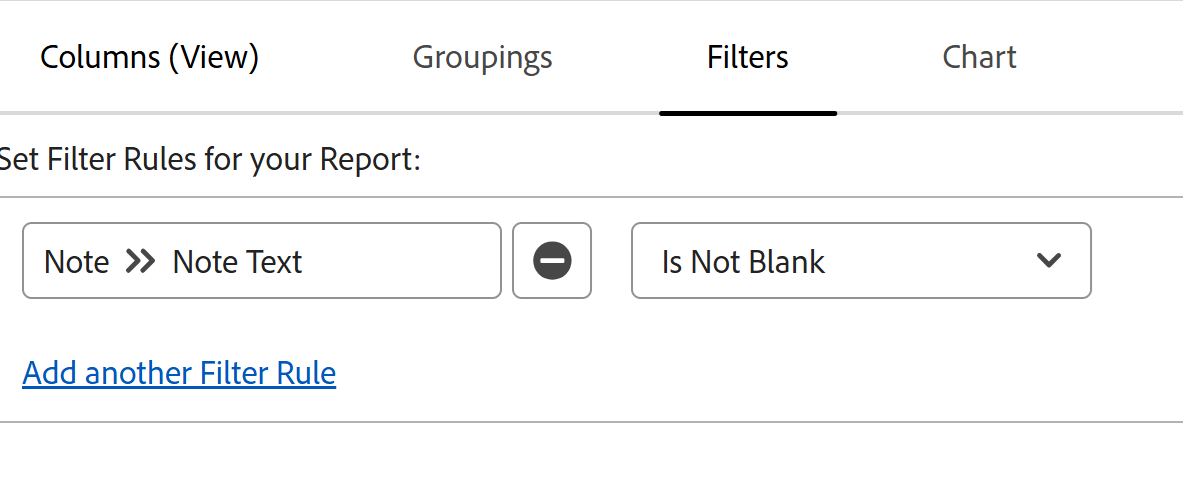 Columns (View) Groupings Filters Chart
Set Filter Rules for your Report:
Note Note Text Is Not Blank
Add another Filter Rule